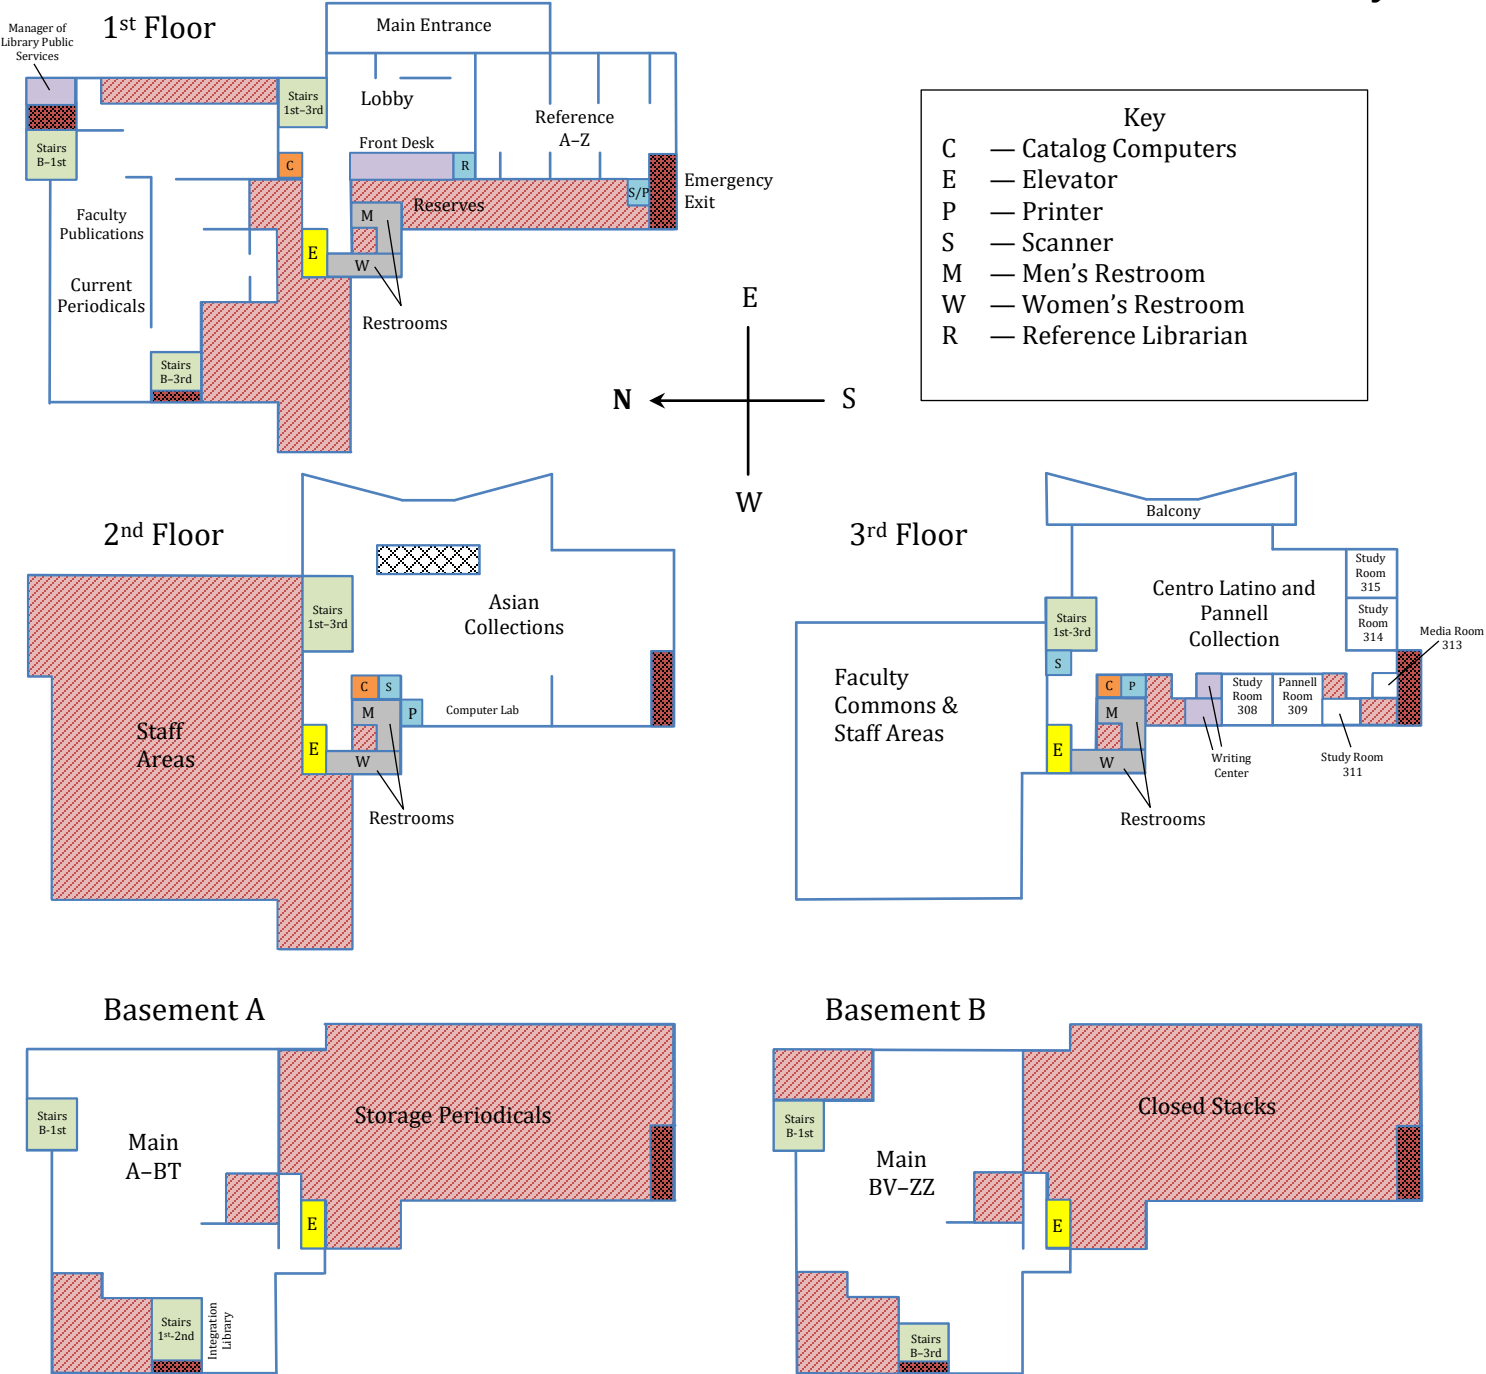 1st Floor
Main Entrance
Manager of
Library Public
Services
Stairs
1st–3rd
Lobby
Reference
A–Z
Front Desk
Stairs
B–1st
C
R
S/P
Emergency
Exit
Reserves
M
Faculty
Publications
E
W
Current
Periodicals
Restrooms
Stairs
B–3rd
Key
C — Catalog Computers
E — Elevator
P — Printer
S — Scanner
M — Men's Restroom
W — Women's Restroom
R — Reference Librarian
E
N
S
W
2nd Floor
Stairs
1st–3rd
Asian
Collections
C
S
M
P
Computer Lab
Staff
Areas
E
W
Restrooms
3rd Floor
Balcony
Study
Room
315
Centro Latino and
Pannell
Collection
Stairs
1st-3rd
Study
Room
314
Media Room
313
S
Faculty
Commons &
Staff Areas
C
P
Study
Room
308
Pannell
Room
309
M
E
W
Writing
Center
Study Room
311
Restrooms
Basement A
Stairs
B-1st
Storage Periodicals
Main
A–BT
E
Stairs
1st-2nd
Integration
Library
Basement B
Stairs
B-1st
Closed Stacks
Main
BV–ZZ
E
Stairs
B–3rd